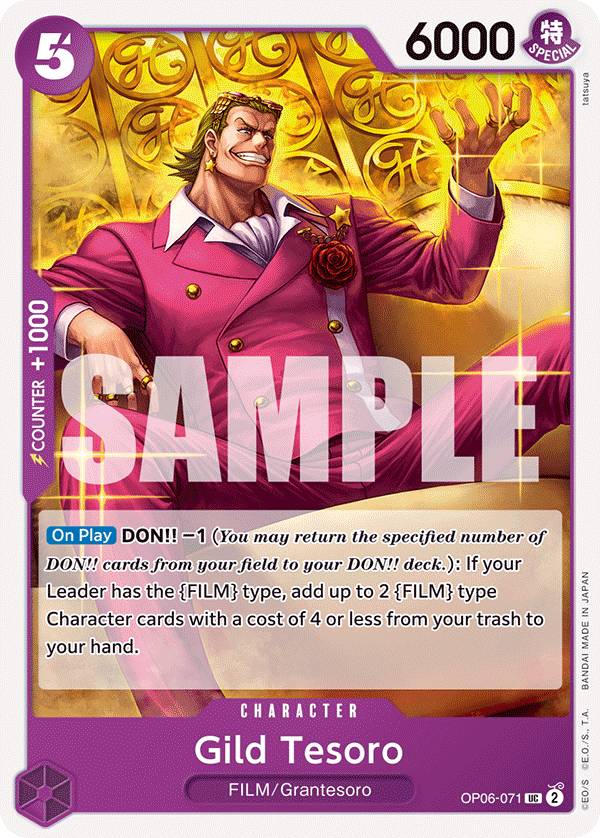 5
6000
特
SPECIAL
tatsuya
COUNTER +1000
SAMPLE
On Play DON!! −1 (You may return the specified number of
DON!! cards from your field to your DON!! deck.): If your
Leader has the {FILM} type, add up to 2 {FILM} type
Character cards with a cost of 4 or less from your trash to
your hand.
©EO/S ©E.O./S., T.A. BANDAI MADE IN JAPAN
CHARACTER
Gild Tesoro
FILM/Grantesoro
OP06-071 UC 2